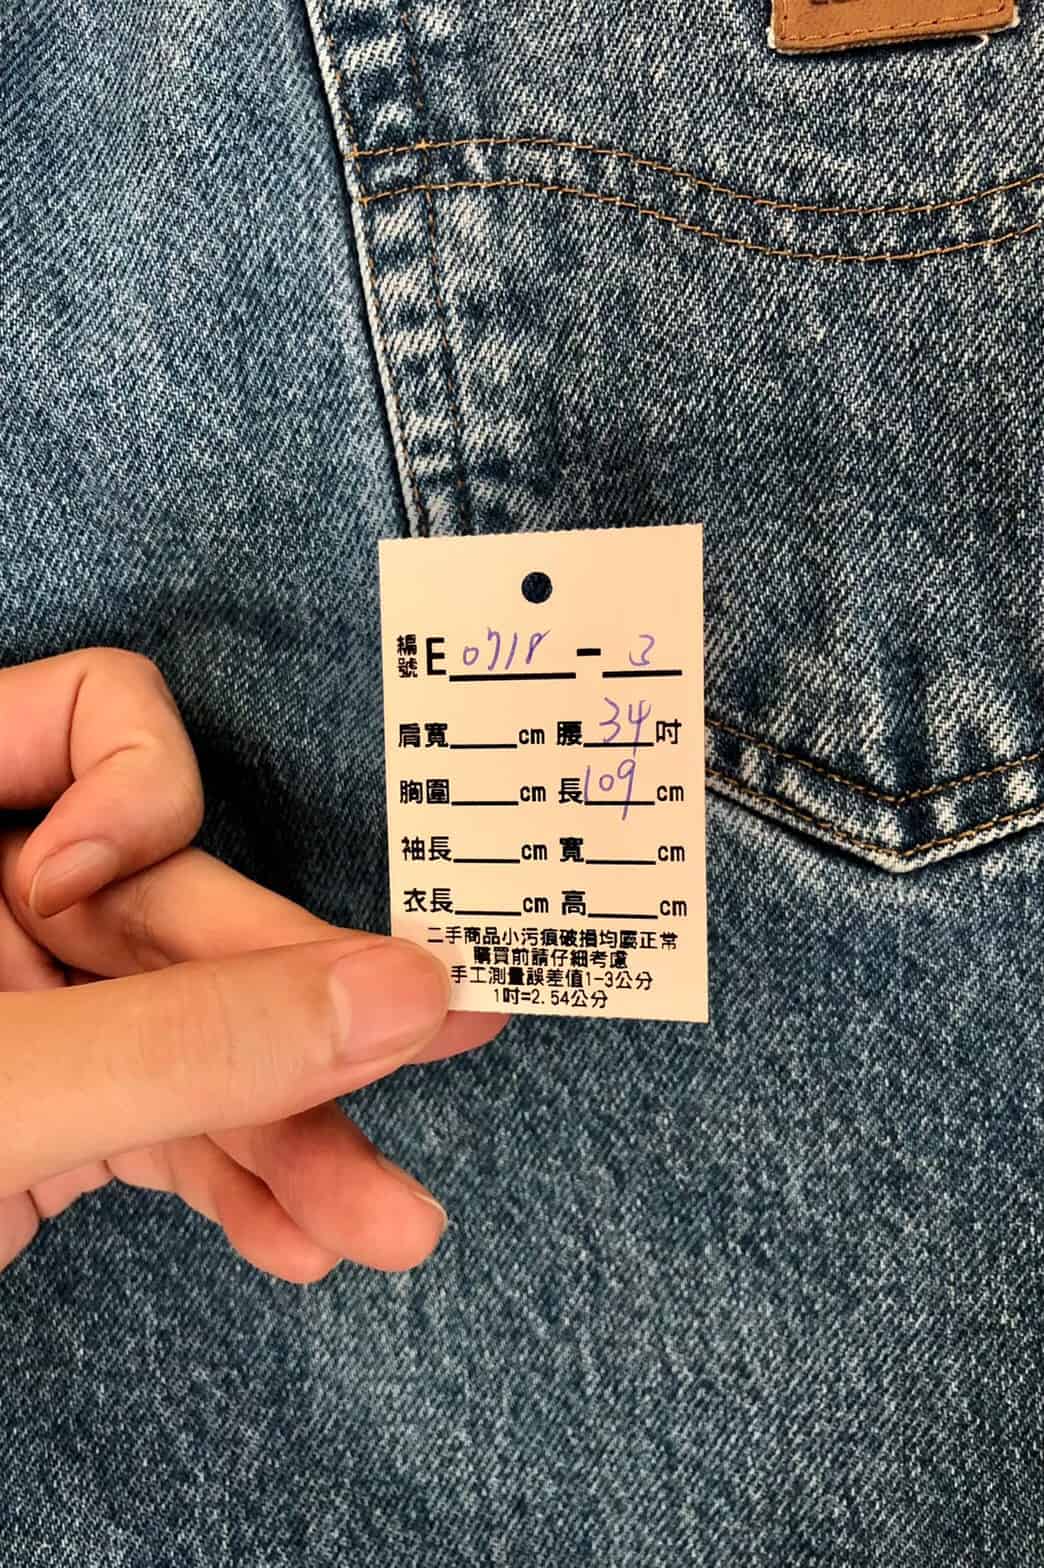 編號E 0718 - 3
肩寬____cm 腰 34 吋
胸圍____cm 長 109 cm
袖長____cm 寬____cm
衣長____cm 高____cm
二手商品小污痕破損均屬正常
購買前請仔細考慮
手工測量誤差值1-3公分
1吋=2.54公分